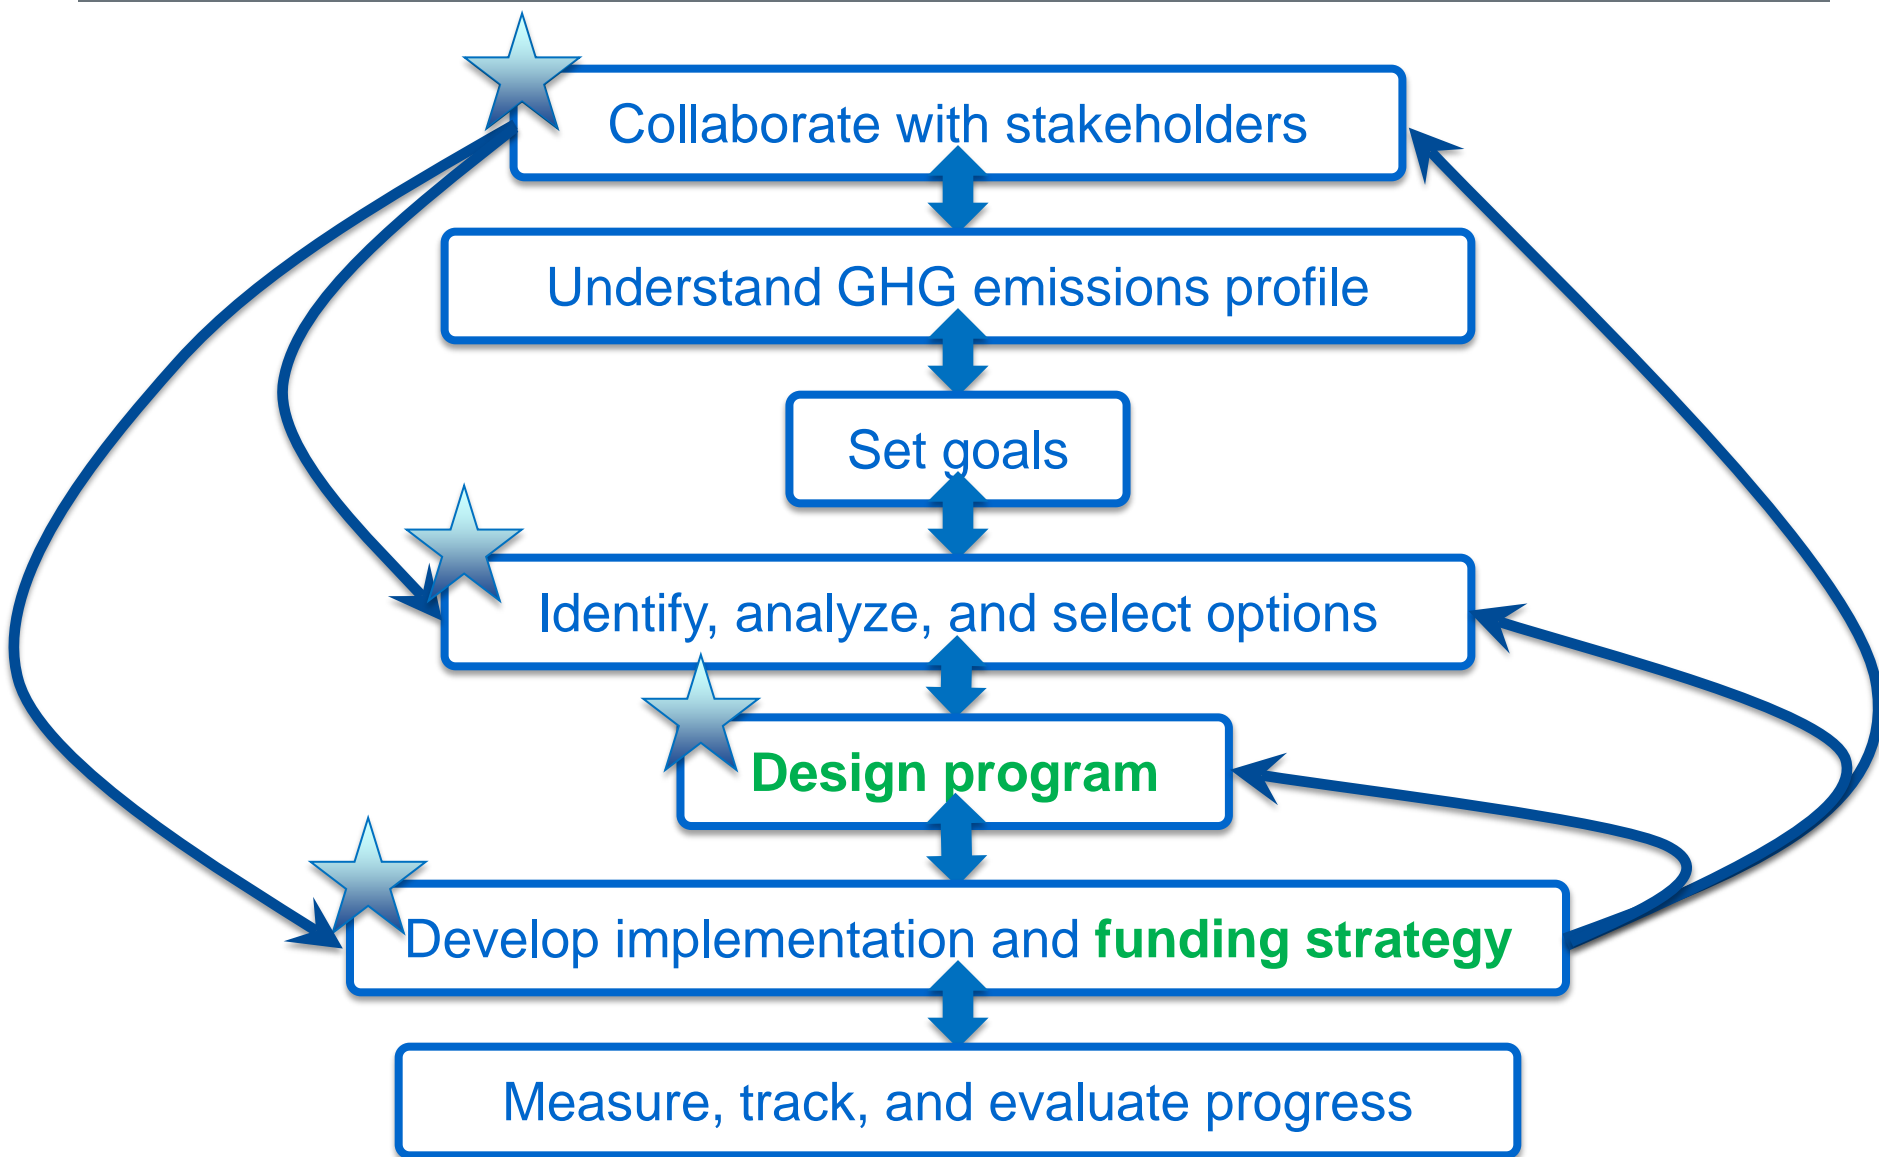 Collaborate with stakeholders
Understand GHG emissions profile
Set goals
Identify, analyze, and select options
Design program
Develop implementation and funding strategy
Measure, track, and evaluate progress